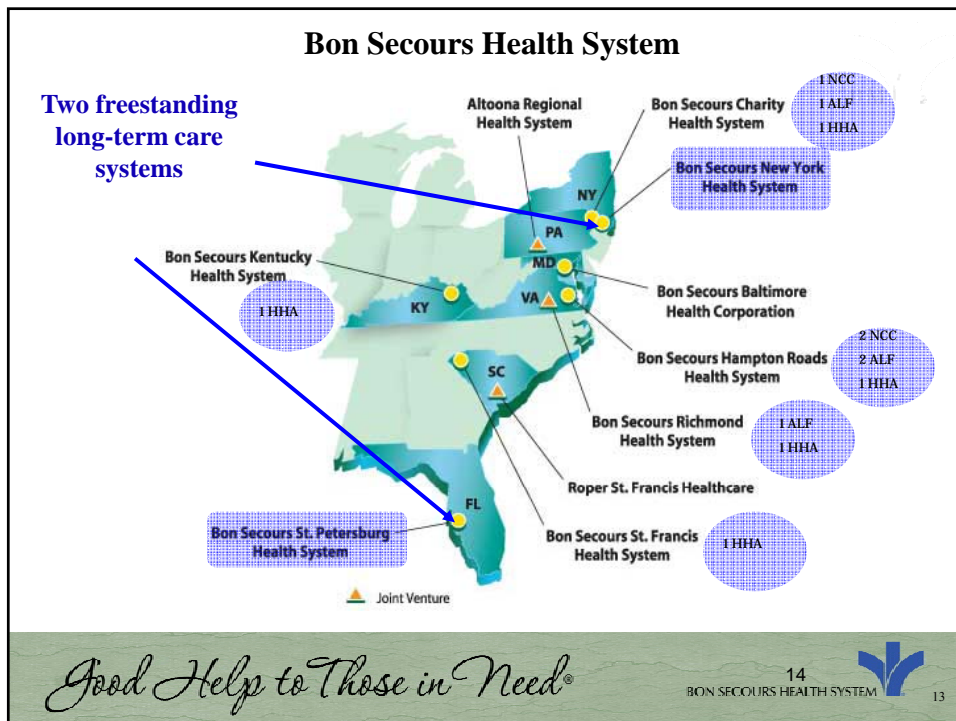 Bon Secours Health System
Two freestanding
long-term care
systems
Altoona Regional
Health System
Bon Secours Charity
Health System
1 NCC
1 ALF
1 HHA
Bon Secours New York
Health System
NY
PA
MD
Bon Secours Kentucky
Health System
1 HHA
KY
VA
Bon Secours Baltimore
Health Corporation
Bon Secours Hampton Roads
Health System
2 NCC
2 ALF
1 HHA
SC
Bon Secours Richmond
Health System
1 ALF
1 HHA
Roper St. Francis Healthcare
FL
Bon Secours St. Petersburg
Health System
Bon Secours St. Francis
Health System
1 HHA
Joint Venture
Good Help to Those in Need®
14
BON SECOURS HEALTH SYSTEM
13